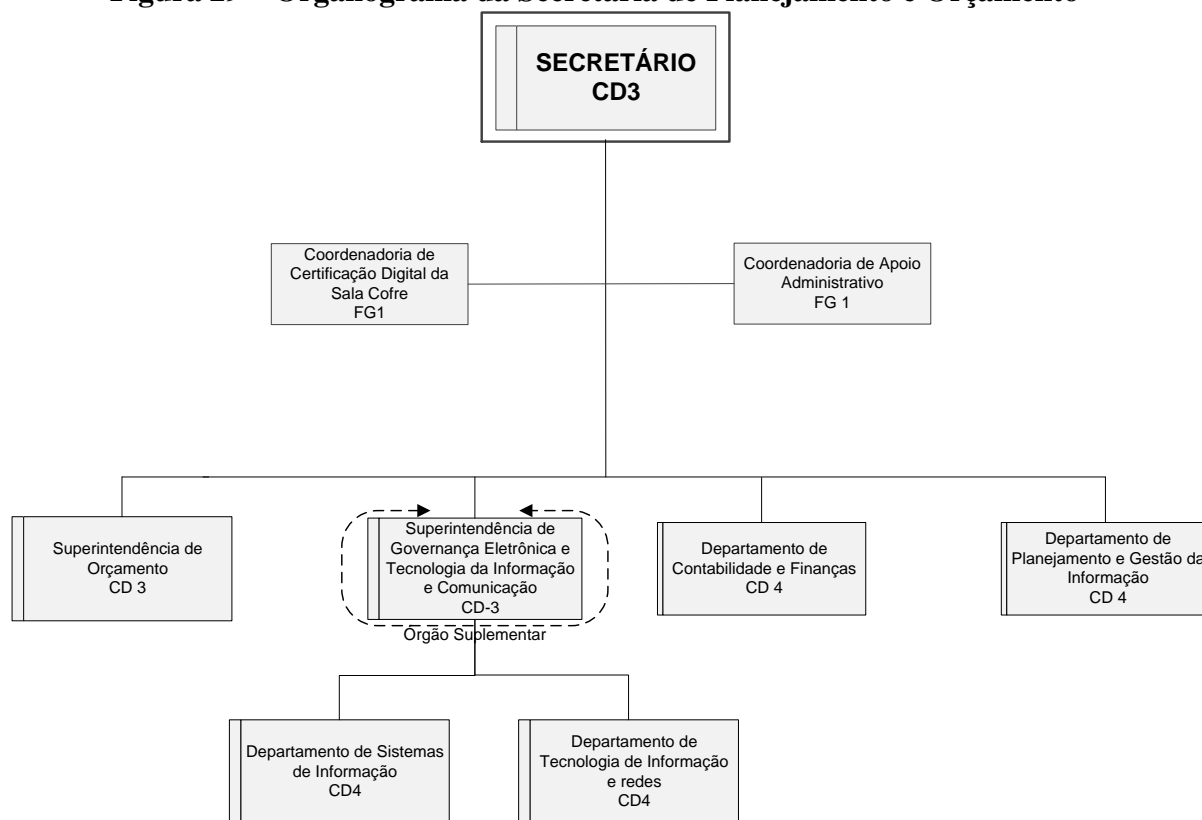 SECRETÁRIO
CD3
Coordenadoria de
Certificação Digital da
Sala Cofre
FG1
Coordenadoria de Apoio
Administrativo
FG 1
Superintendência de
Orçamento
CD 3
Superintendência de
Governança Eletrônica e
Tecnologia da Informação
e Comunicação
CD-3
Órgão Suplementar
Departamento de
Contabilidade e Finanças
CD 4
Departamento de
Planejamento e Gestão da
Informação
CD 4
Departamento de Sistemas
de Informação
CD4
Departamento de
Tecnologia de Informação
e redes
CD4